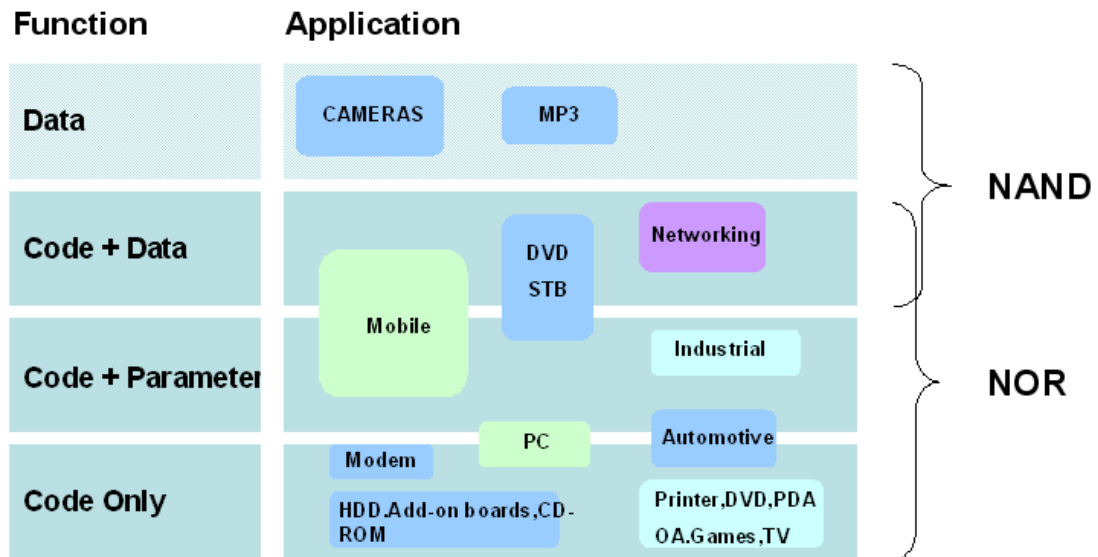 Function
Application
Data
CAMERAS
MP3
NAND
Code + Data
DVD
STB
Networking
Mobile
Code + Parameter
Industrial
NOR
PC
Automotive
Code Only
Modem
HDD.Add-on boards,CD-
ROM
Printer,DVD,PDA
OA.Games,TV